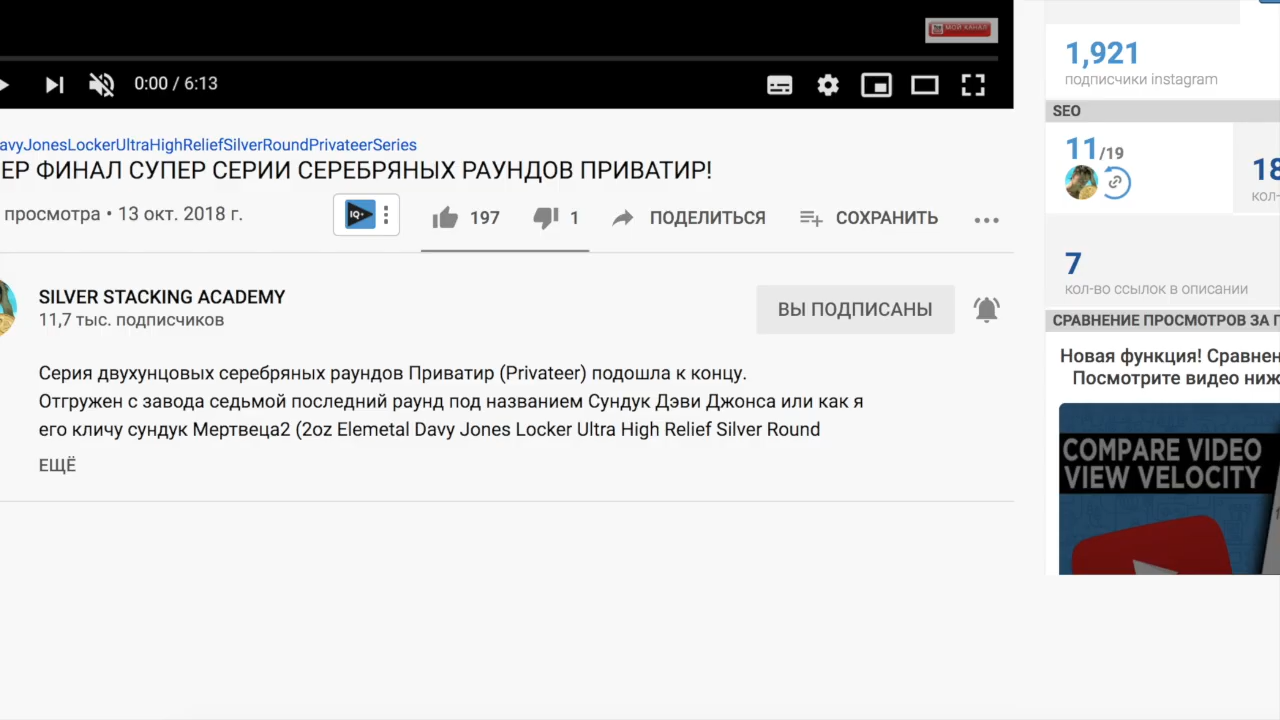 МОЙ КАНАЛ
0:00 / 6:13
avyJonesLockerUltraHighReliefSilverRoundPrivateerSeries
ЕР ФИНАЛ СУПЕР СЕРИИ СЕРЕБРЯНЫХ РАУНДОВ ПРИВАТИР!
просмотра • 13 окт. 2018 г.
IQ+
197
1
ПОДЕЛИТЬСЯ
СОХРАНИТЬ
SILVER STACKING ACADEMY
11,7 тыс. подписчиков
ВЫ ПОДПИСАНЫ
Серия двухунцовых серебряных раундов Приватир (Privateer) подошла к концу.
Отгружен с завода седьмой последний раунд под названием Сундук Дэви Джонса или как я
его кличу сундук Мертвеца2 (2oz Elemetal Davy Jones Locker Ultra High Relief Silver Round
ЕЩЁ
1,921
подписчики instagram
SEO
11/19
18
кол-
7
кол-во ссылок в описании
СРАВНЕНИЕ ПРОСМОТРОВ ЗА
Новая функция! Сравнен
Посмотрите видео ниж
COMPARE VIDEO
VIEW VELOCITY